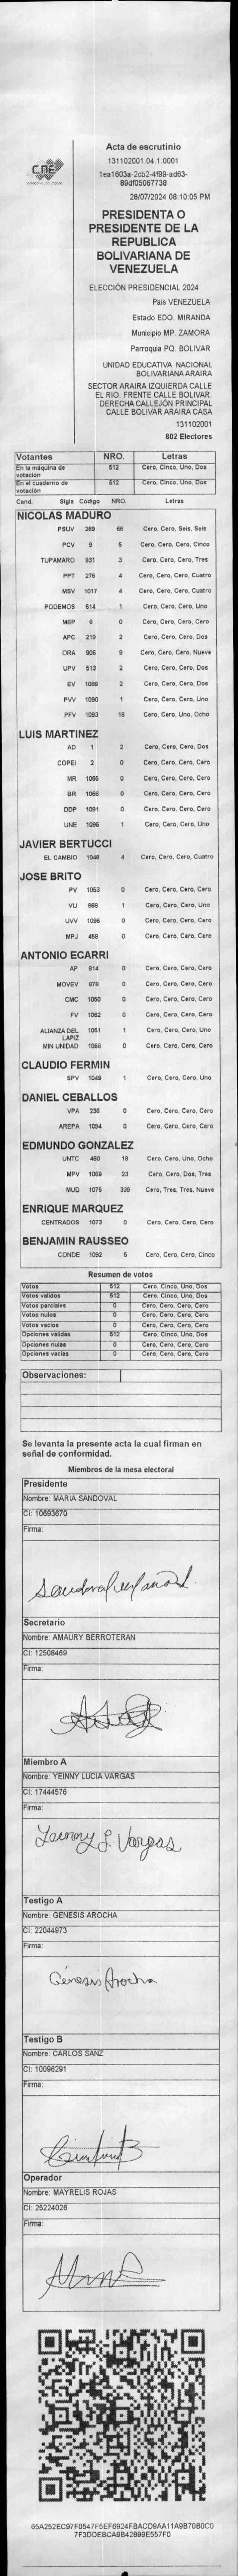 CNE
Acta de escrutinio
131102001.04.1.0001
1ea1603a-2cb2-4f99-ad63-
89df05067738
28/07/2024 08:10:05 PM
PRESIDENTA O
PRESIDENTE DE LA
REPUBLICA
BOLIVARIANA DE
VENEZUELA
ELECCIÓN PRESIDENCIAL 2024
País VENEZUELA
Estado EDO. MIRANDA
Municipio MP. ZAMORA
Parroquia PQ. BOLIVAR
UNIDAD EDUCATIVA NACIONAL
BOLIVARIANA ARAIRA
SECTOR ARAIRA IZQUIERDA CALLE
EL RIO. FRENTE CALLE BOLIVAR.
DERECHA CALLEJÓN PRINCIPAL
CALLE BOLIVAR ARAIRA CASA
131102001
802 Electores
Votantes NRO. Letras
En la máquina de votación 512 Cero, Cinco, Uno, Dos
En el cuaderno de votación 512 Cero, Cinco, Uno, Dos
Cand. Sigla Código NRO. Letras
NICOLAS MADURO
PSUV 269 66 Cero, Cero, Seis, Seis
PCV 9 5 Cero, Cero, Cero, Cinco
TUPAMARO 931 3 Cero, Cero, Cero, Tres
PPT 276 4 Cero, Cero, Cero, Cuatro
MSV 1017 4 Cero, Cero, Cero, Cuatro
PODEMOS 614 1 Cero, Cero, Cero, Uno
MEP 6 0 Cero, Cero, Cero, Cero
APC 219 2 Cero, Cero, Cero, Dos
ORA 906 9 Cero, Cero, Cero, Nueve
UPV 513 2 Cero, Cero, Cero, Dos
EV 1089 2 Cero, Cero, Cero, Dos
PVV 1090 1 Cero, Cero, Cero, Uno
PFV 1093 18 Cero, Cero, Uno, Ocho
LUIS MARTINEZ
AD 1 2 Cero, Cero, Cero, Dos
COPEI 2 0 Cero, Cero, Cero, Cero
MR 1065 0 Cero, Cero, Cero, Cero
BR 1066 0 Cero, Cero, Cero, Cero
DDP 1091 0 Cero, Cero, Cero, Cero
UNE 1095 1 Cero, Cero, Cero, Uno
JAVIER BERTUCCI
EL CAMBIO 1048 4 Cero, Cero, Cero, Cuatro
JOSE BRITO
PV 1053 0 Cero, Cero, Cero, Cero
VU 868 1 Cero, Cero, Cero, Uno
UVV 1096 0 Cero, Cero, Cero, Cero
MPJ 459 0 Cero, Cero, Cero, Cero
ANTONIO ECARRI
AP 914 0 Cero, Cero, Cero, Cero
MOVEV 978 0 Cero, Cero, Cero, Cero
CMC 1050 0 Cero, Cero, Cero, Cero
FV 1062 0 Cero, Cero, Cero, Cero
ALIANZA DEL LAPIZ 1061 1 Cero, Cero, Cero, Uno
MIN UNIDAD 1068 0 Cero, Cero, Cero, Cero
CLAUDIO FERMIN
SPV 1049 1 Cero, Cero, Cero, Uno
DANIEL CEBALLOS
VPA 236 0 Cero, Cero, Cero, Cero
AREPA 1094 0 Cero, Cero, Cero, Cero
EDMUNDO GONZALEZ
UNTC 460 18 Cero, Cero, Uno, Ocho
MPV 1069 23 Cero, Cero, Dos, Tres
MUD 1075 339 Cero, Tres, Tres, Nueve
ENRIQUE MARQUEZ
CENTRADOS 1073 0 Cero, Cero, Cero, Cero
BENJAMIN RAUSSEO
CONDE 1052 5 Cero, Cero, Cero, Cinco
Resumen de votos
Votos 512 Cero, Cinco, Uno, Dos
Votos válidos 512 Cero, Cinco, Uno, Dos
Votos parciales 0 Cero, Cero, Cero, Cero
Votos nulos 0 Cero, Cero, Cero, Cero
Votos vacíos 0 Cero, Cero, Cero, Cero
Opciones válidas 512 Cero, Cinco, Uno, Dos
Opciones nulas 0 Cero, Cero, Cero, Cero
Opciones vacías 0 Cero, Cero, Cero, Cero
Observaciones:
Se levanta la presente acta la cual firman en
señal de conformidad.
Miembros de la mesa electoral
Presidente
Nombre: MARIA SANDOVAL
CI: 10693670
Firma:
Secretario
Nombre: AMAURY BERROTERAN
CI: 12508469
Firma:
Miembro A
Nombre: YEINNY LUCIA VARGAS
CI: 17444576
Firma:
Yeinny L Vargas
Testigo A
Nombre: GENESIS AROCHA
CI: 22044973
Firma:
Génesis Arocha
Testigo B
Nombre: CARLOS SANZ
CI: 10096291
Firma:
Operador
Nombre: MAYRELIS ROJAS
CI: 25224026
Firma:
65A252EC97F0547F5EF6924FBACD9AA11A9B70B0C0
7F3DDEBCA9B42899E557F0